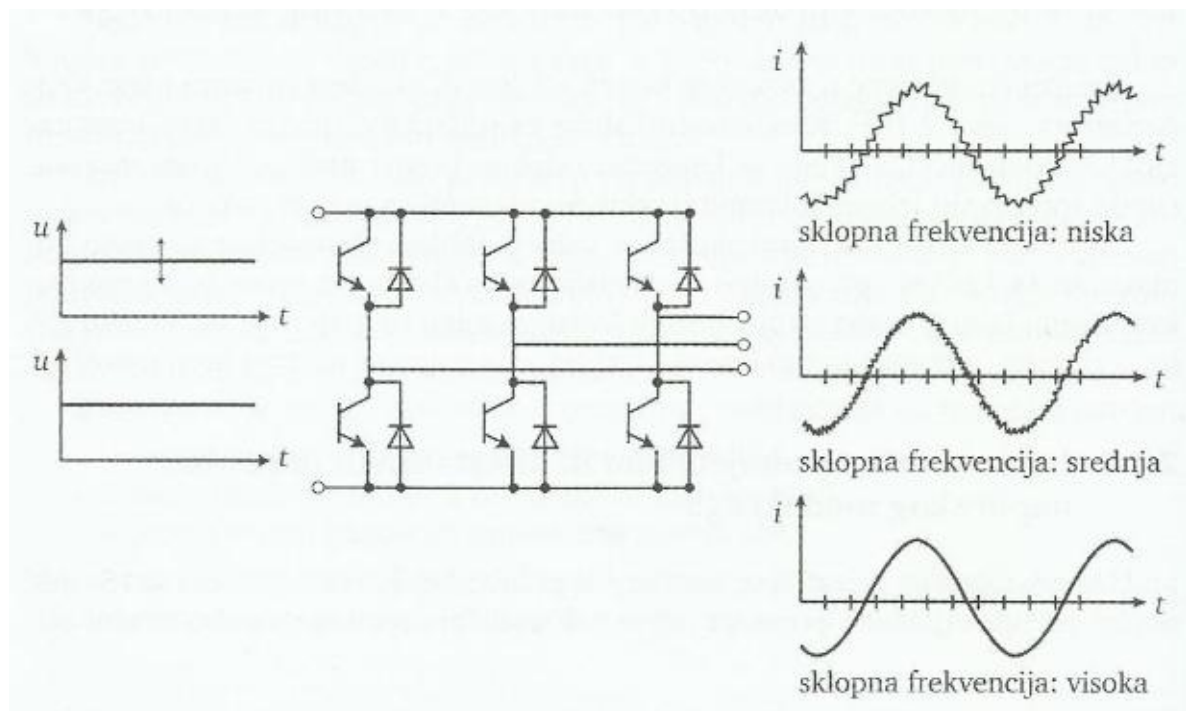 i
t
sklopna frekvencija: niska
u
t
i
t
sklopna frekvencija: srednja
u
t
i
t
sklopna frekvencija: visoka